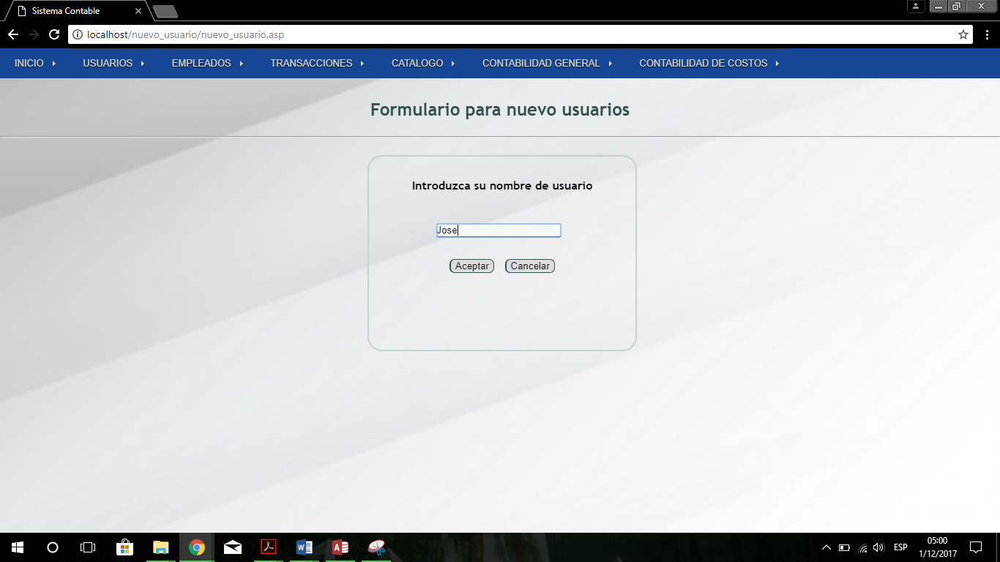 Sistema Contable
localhost/nuevo_usuario/nuevo_usuario.asp
INICIO USUARIOS EMPLEADOS TRANSACCIONES CATALOGO CONTABILIDAD GENERAL CONTABILIDAD DE COSTOS
Formulario para nuevo usuarios
Introduzca su nombre de usuario
Jose
Aceptar Cancelar
ESP
05:00
1/12/2017